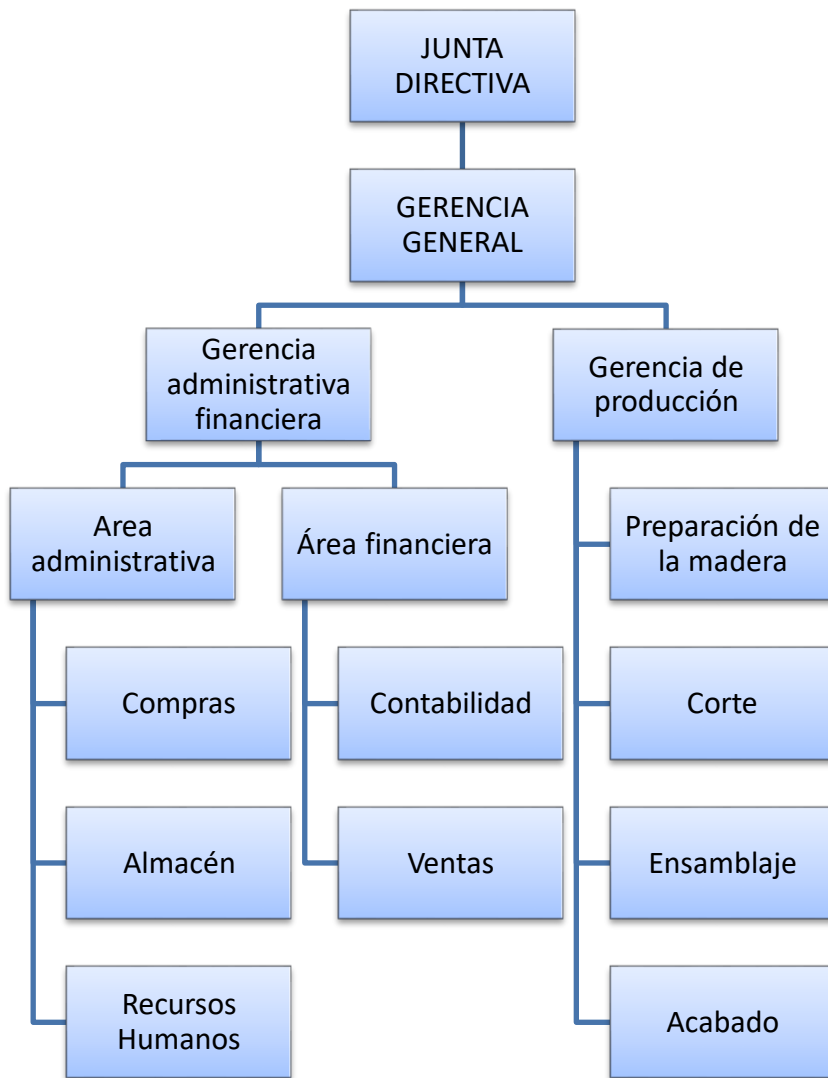 JUNTA
DIRECTIVA
GERENCIA
GENERAL
Gerencia
administrativa
financiera
Gerencia de
producción
Area
administrativa
Área financiera
Preparación de
la madera
Compras
Contabilidad
Corte
Almacén
Ventas
Ensamblaje
Recursos
Humanos
Acabado